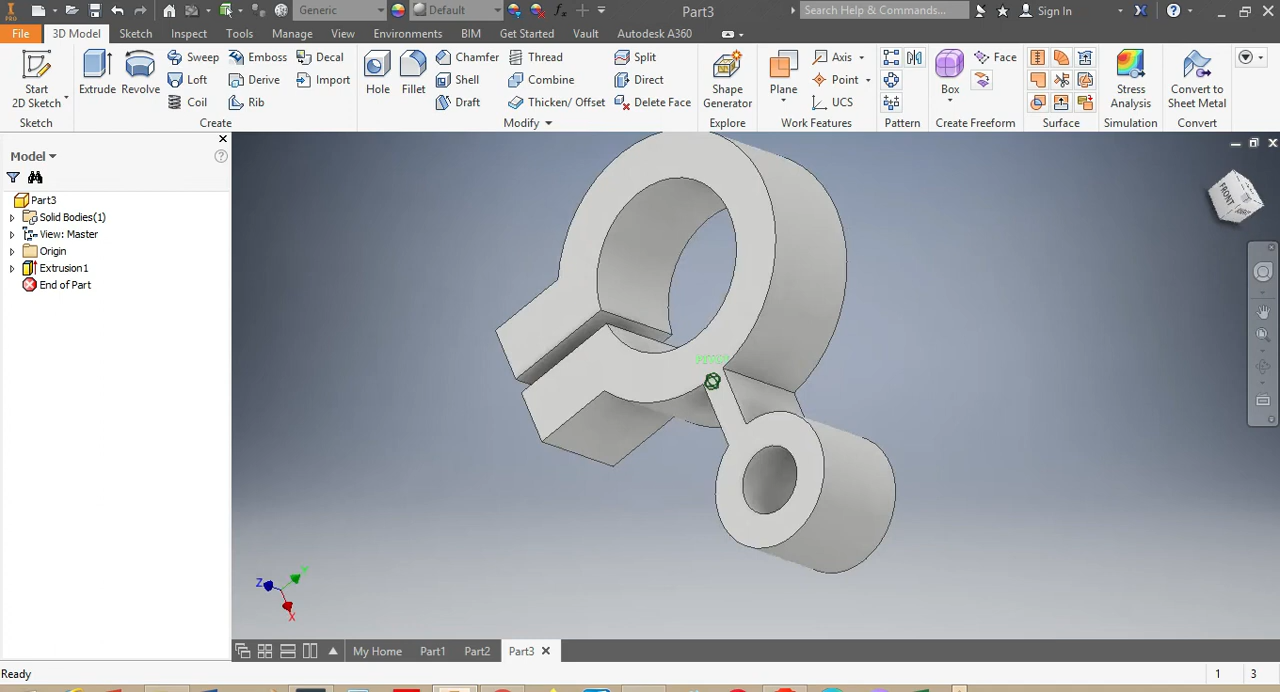 PRO
Generic
Default
Part3
Search Help & Commands...
Sign In
File
3D Model
Sketch
Inspect
Tools
Manage
View
Environments
BIM
Get Started
Vault
Autodesk A360
Start
2D Sketch
Sketch
Extrude
Revolve
Sweep
Loft
Coil
Emboss
Derive
Rib
Decal
Import
Create
Hole
Fillet
Chamfer
Shell
Draft
Thread
Combine
Thicken/ Offset
Split
Direct
Delete Face
Modify
Shape
Generator
Explore
Plane
Axis
Point
UCS
Work Features
Pattern
Box
Face
Create Freeform
Surface
Stress
Analysis
Simulation
Convert to
Sheet Metal
Convert
Model
Part3
Solid Bodies(1)
View: Master
Origin
Extrusion1
End of Part
FRONT
Z
Y
X
My Home
Part1
Part2
Part3
Ready
1
3